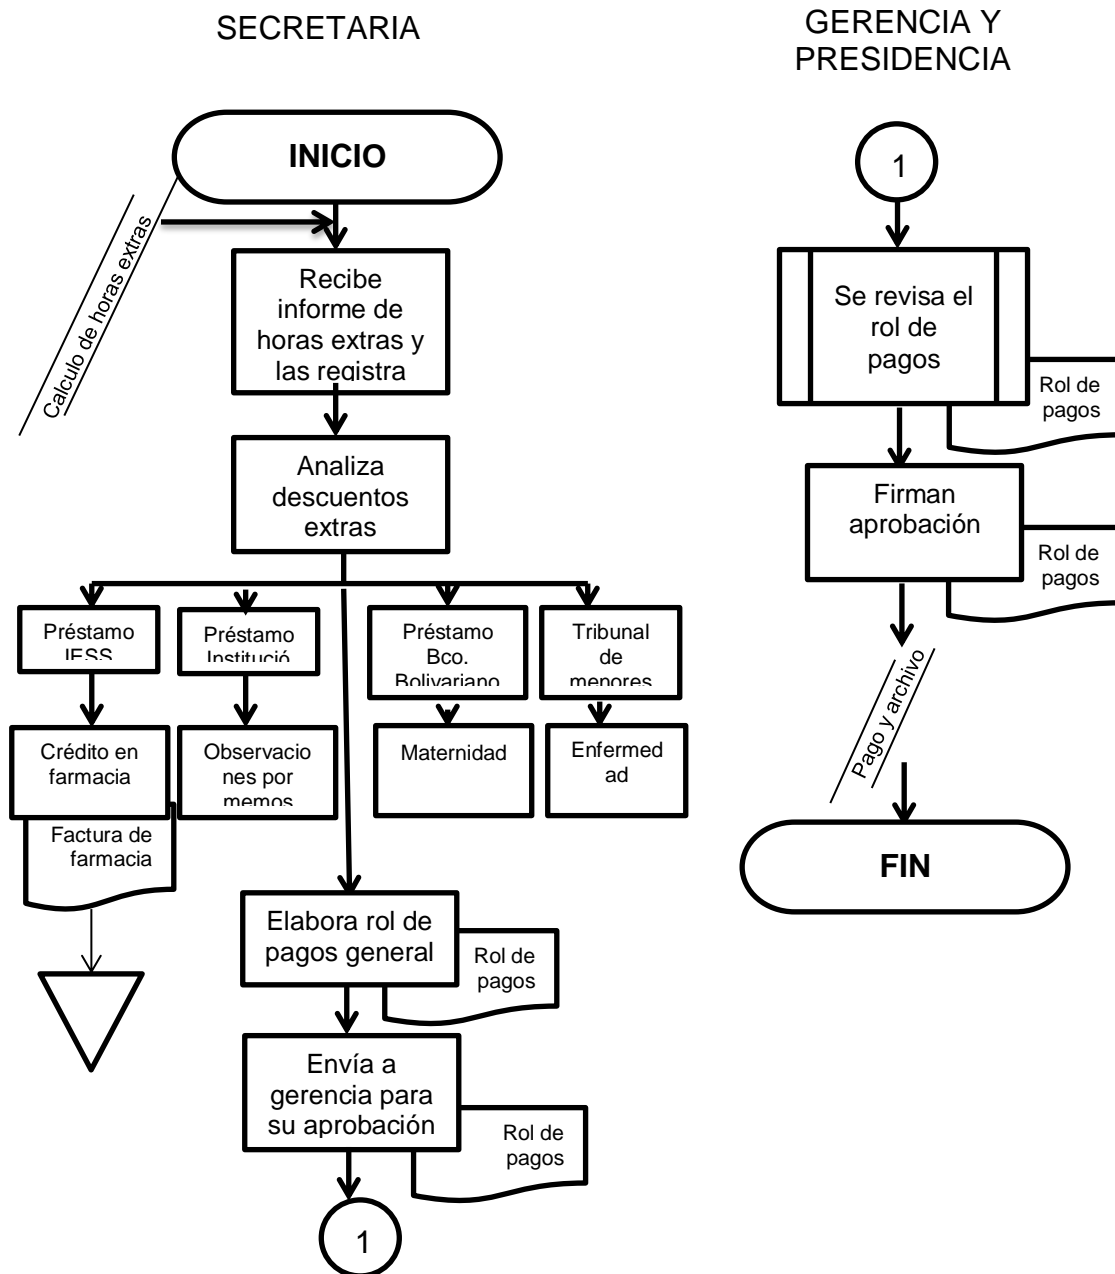 SECRETARIA
INICIO
Calculo de horas extras
Recibe
informe de
horas extras y
las registra
Analiza
descuentos
extras
Préstamo
IESS
Préstamo
Institució
Préstamo
Bco.
Bolivariano
Tribunal
de
menores
Crédito en
farmacia
Observacio
nes por
memos
Maternidad
Enfermed
ad
Factura de
farmacia
Elabora rol de
pagos general
Rol de
pagos
Envía a
gerencia para
su aprobación
Rol de
pagos
1
GERENCIA Y
PRESIDENCIA
1
Se revisa el
rol de
pagos
Rol de
pagos
Firman
aprobación
Rol de
pagos
Pago y archivo
FIN